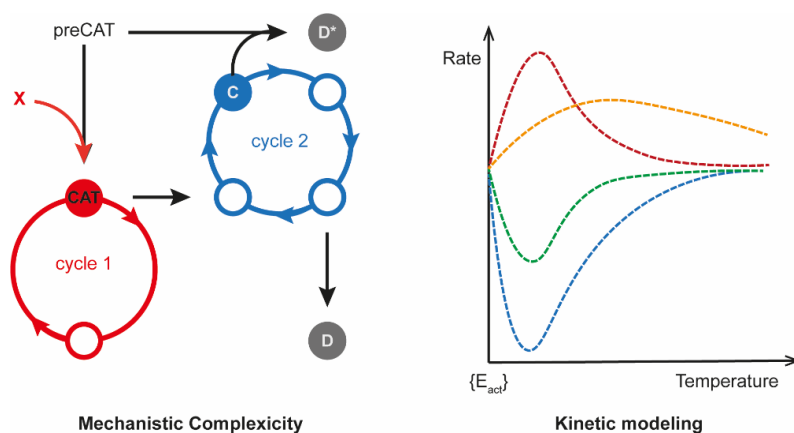 preCAT
D*
X
C
cycle 2
CAT
cycle 1
D
Mechanistic Complexicity
Rate
{Eact}
Temperature
Kinetic modeling